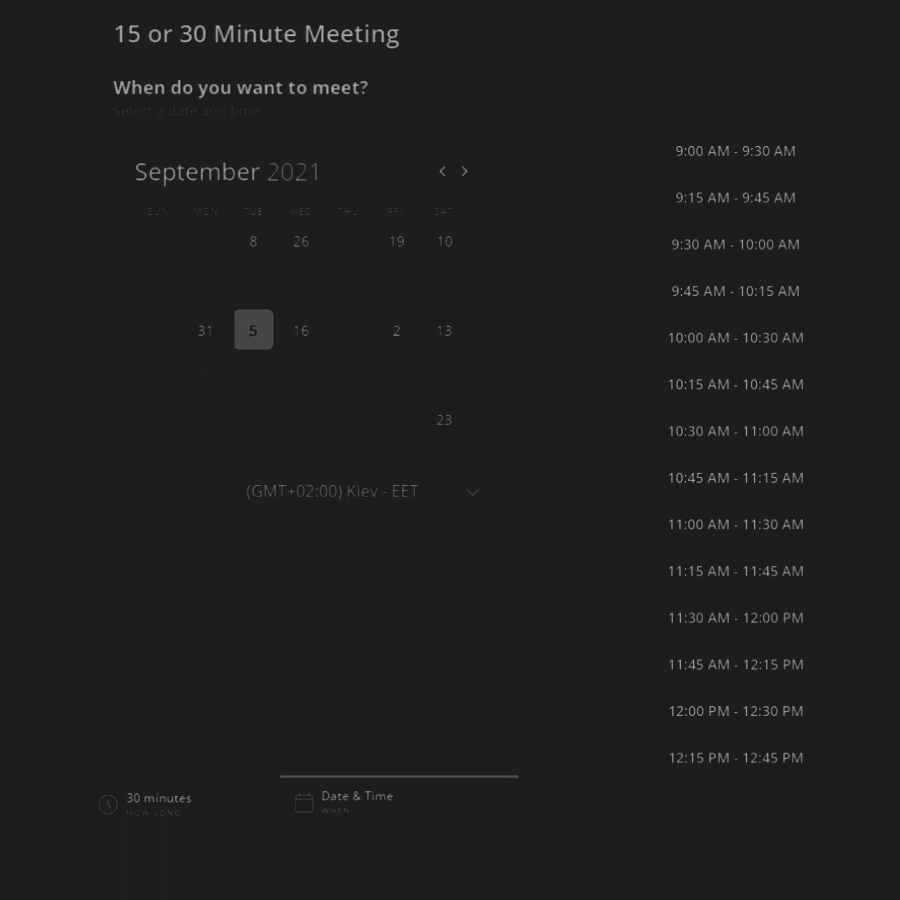 15 or 30 Minute Meeting
When do you want to meet?
Select a date and time
September 2021
SUN MON TUE WED THU FRI SAT
8 26 19 10
31 5 16 2 13
23
(GMT+02:00) Kiev - EET
9:00 AM - 9:30 AM
9:15 AM - 9:45 AM
9:30 AM - 10:00 AM
9:45 AM - 10:15 AM
10:00 AM - 10:30 AM
10:15 AM - 10:45 AM
10:30 AM - 11:00 AM
10:45 AM - 11:15 AM
11:00 AM - 11:30 AM
11:15 AM - 11:45 AM
11:30 AM - 12:00 PM
11:45 AM - 12:15 PM
12:00 PM - 12:30 PM
12:15 PM - 12:45 PM
30 minutes
HOW LONG
Date & Time
WHEN